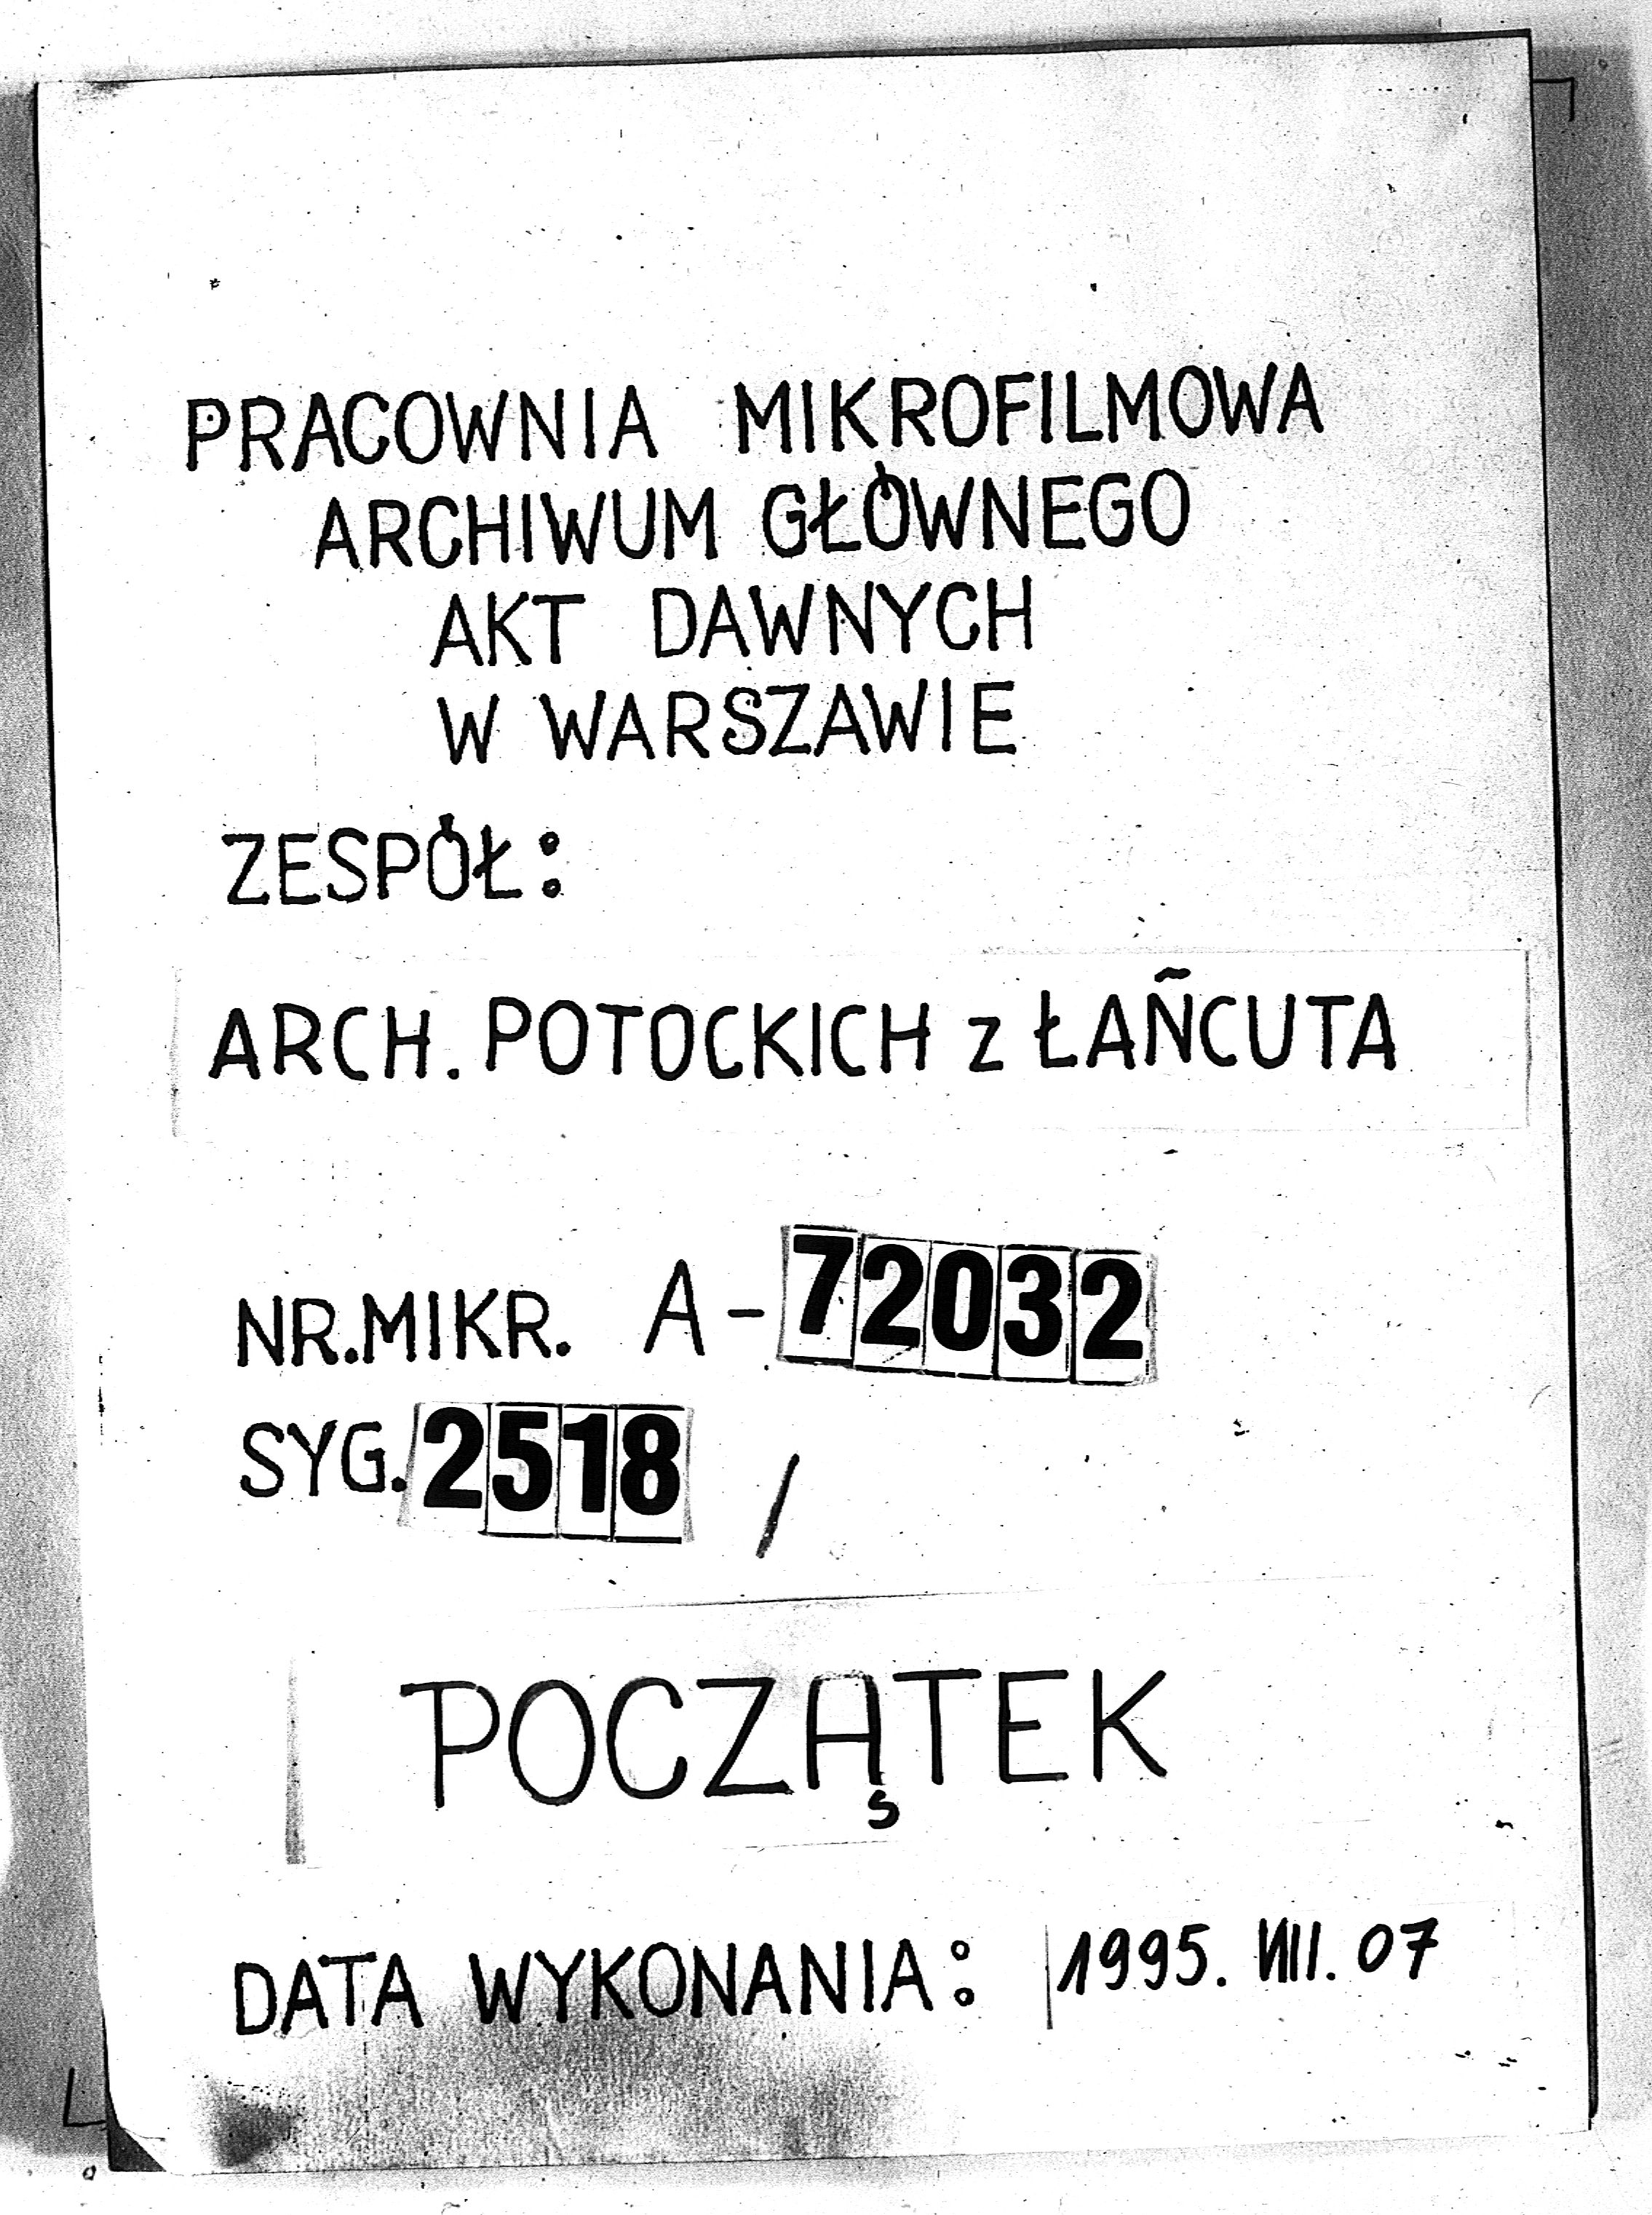 PRACOWNIA MIKROFILMOWA
ARCHIWUM GŁÓWNEGO
AKT DAWNYCH
W WARSZAWIE
ZESPÓŁ:
ARCH. POTOCKICH z ŁAŃCUTA
NR.MIKR. A-72032
SYG. 2518 /
POCZĄTEK
DATA WYKONANIA: 1995. VIII. 07